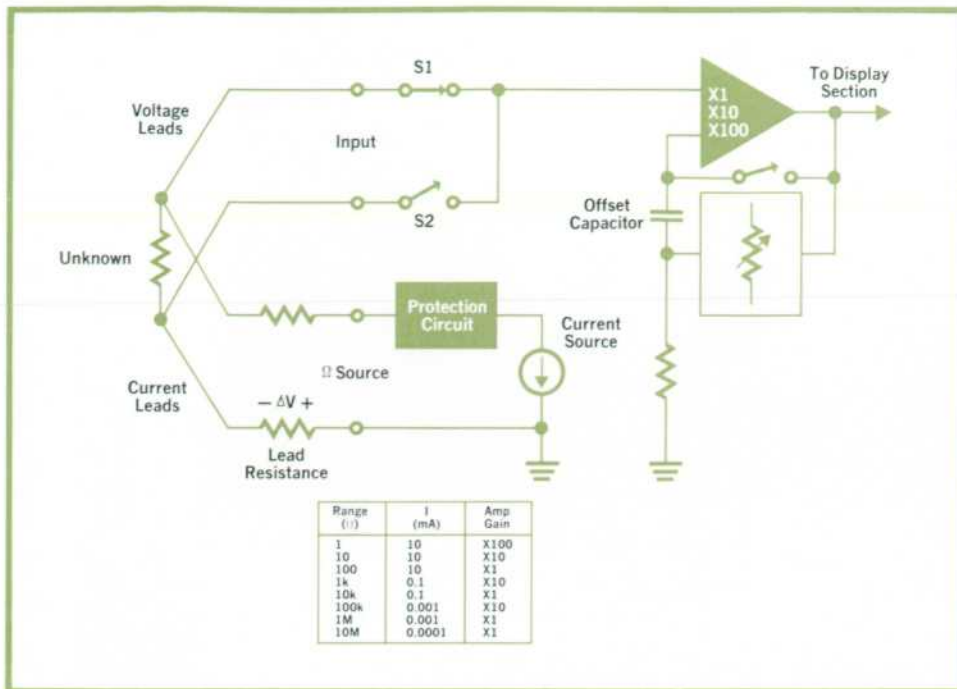 S1
To Display
Section
Voltage
Leads
X1
X10
X100
Input
Offset
Capacitor
S2
Unknown
Protection
Circuit
Current
Source
Ω Source
Current
Leads
− ΔV +
Lead
Resistance
Range
(Ω)
I
(mA)
Amp
Gain
1 10 X100
10 10 X10
100 10 X1
1k 0.1 X10
10k 0.1 X1
100k 0.001 X10
1M 0.001 X1
10M 0.0001 X1